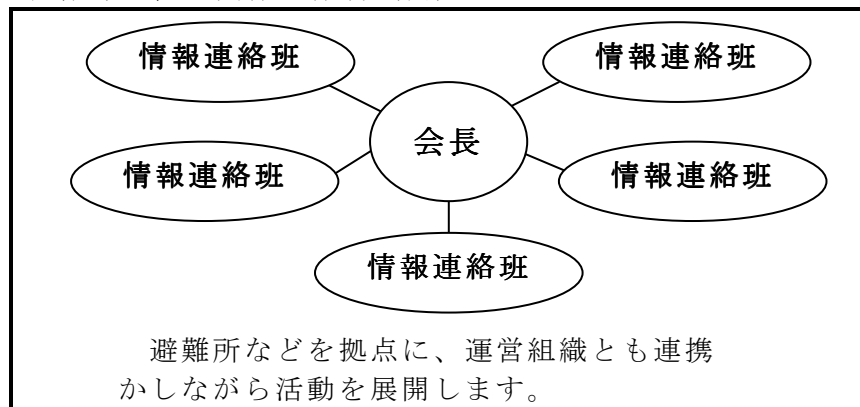 情報連絡班
情報連絡班
会長
情報連絡班
情報連絡班
情報連絡班
避難所などを拠点に、運営組織とも連携
かしながら活動を展開します。